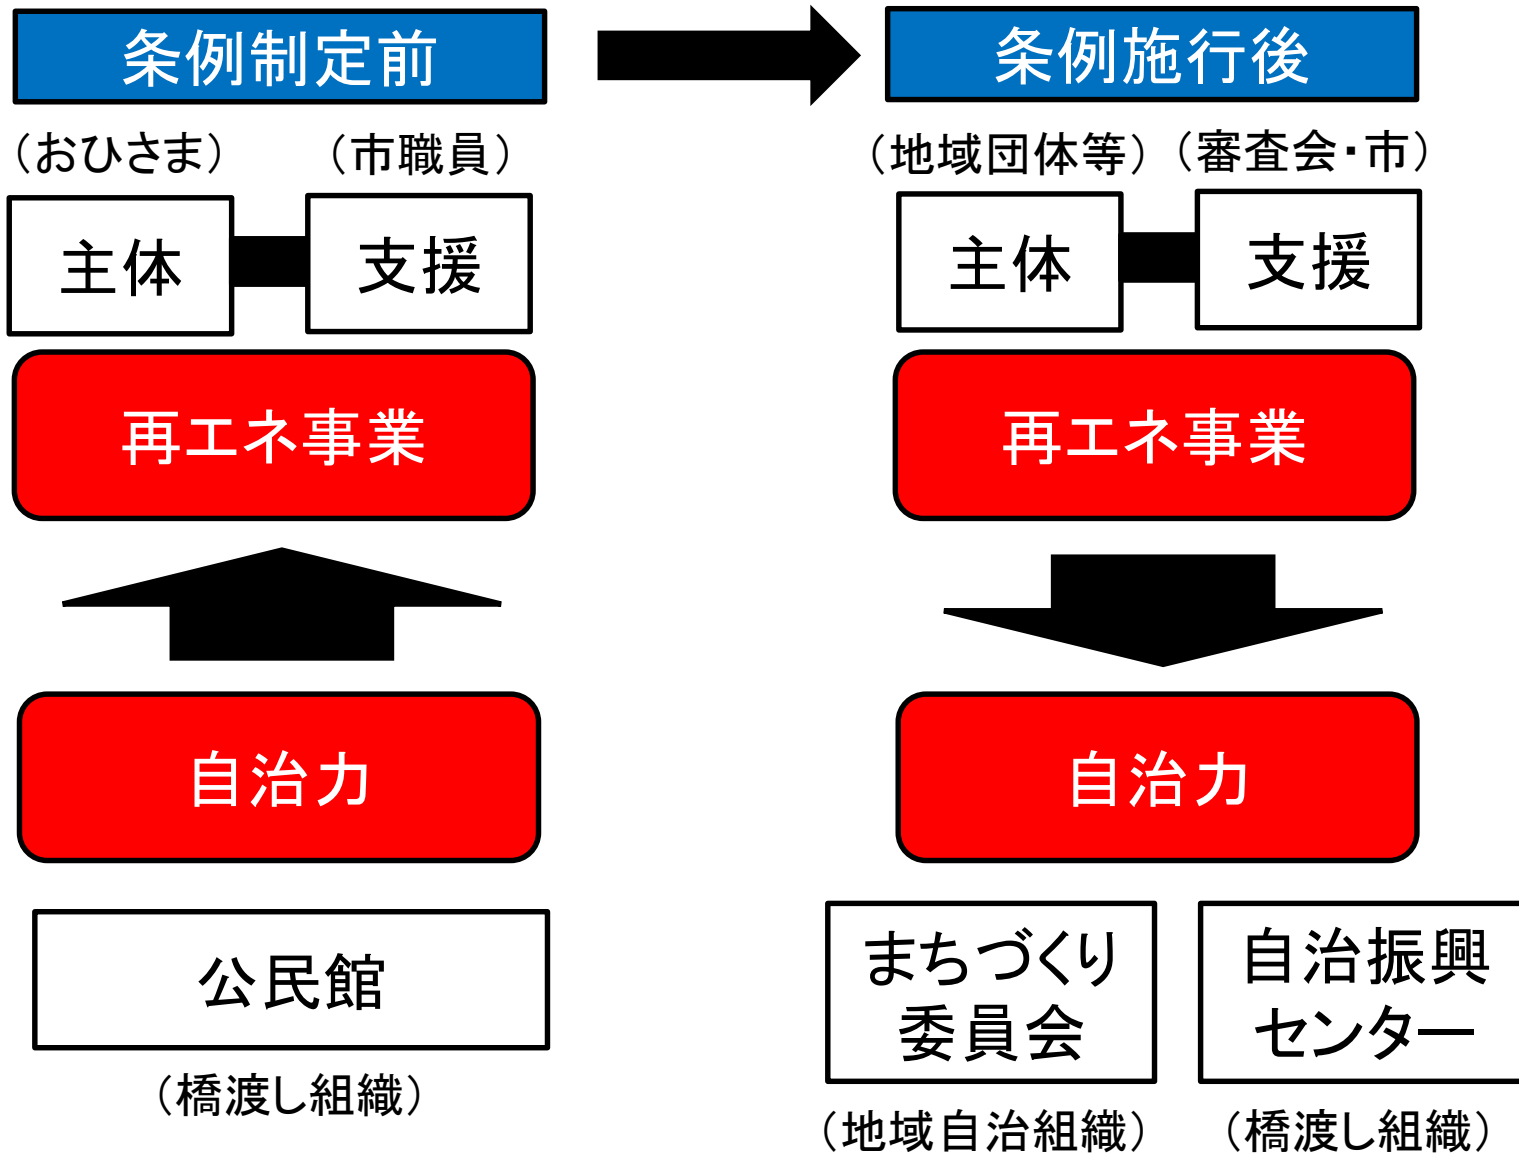 条例制定前
（おひさま）
（市職員）
主体
支援
再エネ事業
自治力
公民館
（橋渡し組織）
条例施行後
（地域団体等）
（審査会・市）
主体
支援
再エネ事業
自治力
まちづくり
委員会
（地域自治組織）
自治振興
センター
（橋渡し組織）